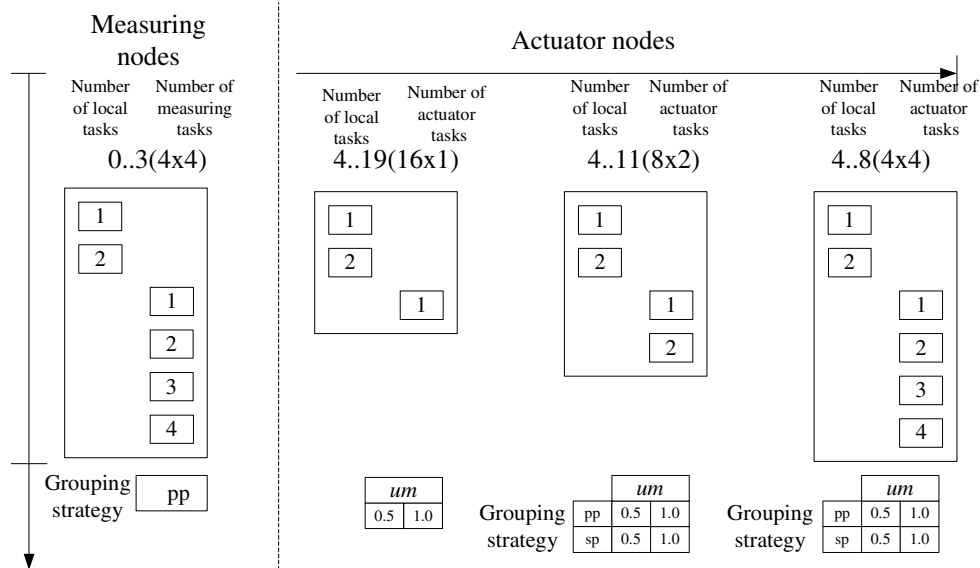 Measuring
nodes
Number
of local
tasks
Number of
measuring
tasks
0..3(4x4)
1
2
1
2
3
4
Grouping
strategy
pp
Actuator nodes
Number
of local
tasks
Number of
actuator
tasks
4..19(16x1)
1
2
1
um
0.5 1.0
Number
of local
tasks
Number of
actuator
tasks
4..11(8x2)
1
2
1
2
Grouping
strategy
um
pp 0.5 1.0
sp 0.5 1.0
Number
of local
tasks
Number of
actuator
tasks
4..8(4x4)
1
2
1
2
3
4
Grouping
strategy
um
pp 0.5 1.0
sp 0.5 1.0